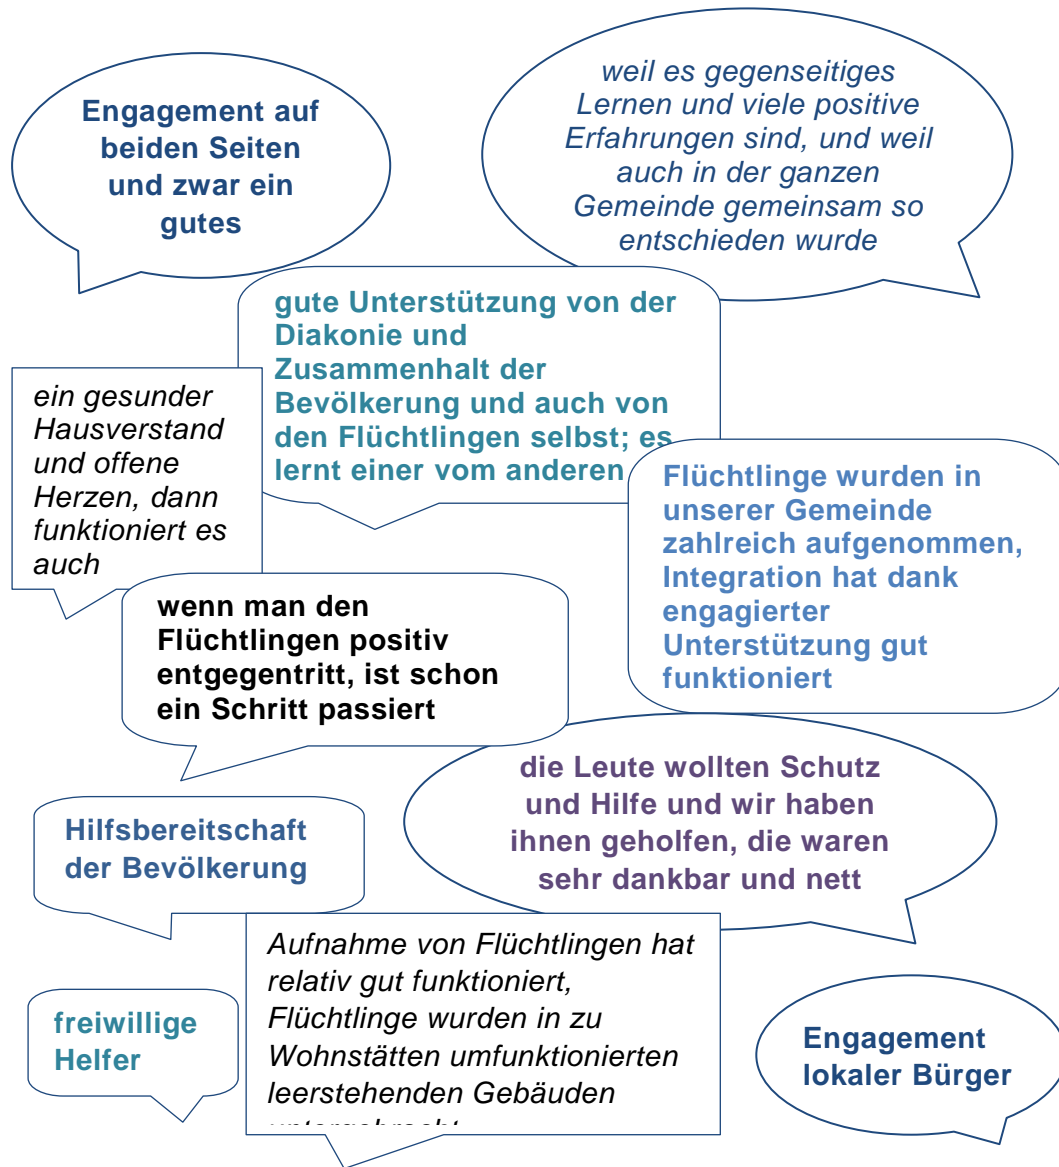 Engagement auf
beiden Seiten
und zwar ein
gutes
weil es gegenseitiges
Lernen und viele positive
Erfahrungen sind, und weil
auch in der ganzen
Gemeinde gemeinsam so
entschieden wurde
gute Unterstützung von der
Diakonie und
Zusammenhalt der
Bevölkerung und auch von
den Flüchtlingen selbst; es
lernt einer vom anderen
ein gesunder
Hausverstand
und offene
Herzen, dann
funktioniert es
auch
Flüchtlinge wurden in
unserer Gemeinde
zahlreich aufgenommen,
Integration hat dank
engagierter
Unterstützung gut
funktioniert
wenn man den
Flüchtlingen positiv
entgegentritt, ist schon
ein Schritt passiert
die Leute wollten Schutz
und Hilfe und wir haben
ihnen geholfen, die waren
sehr dankbar und nett
Hilfsbereitschaft
der Bevölkerung
Aufnahme von Flüchtlingen hat
relativ gut funktioniert,
Flüchtlinge wurden in zu
Wohnstätten umfunktionierten
leerstehenden Gebäuden
freiwillige
Helfer
Engagement
lokaler Bürger